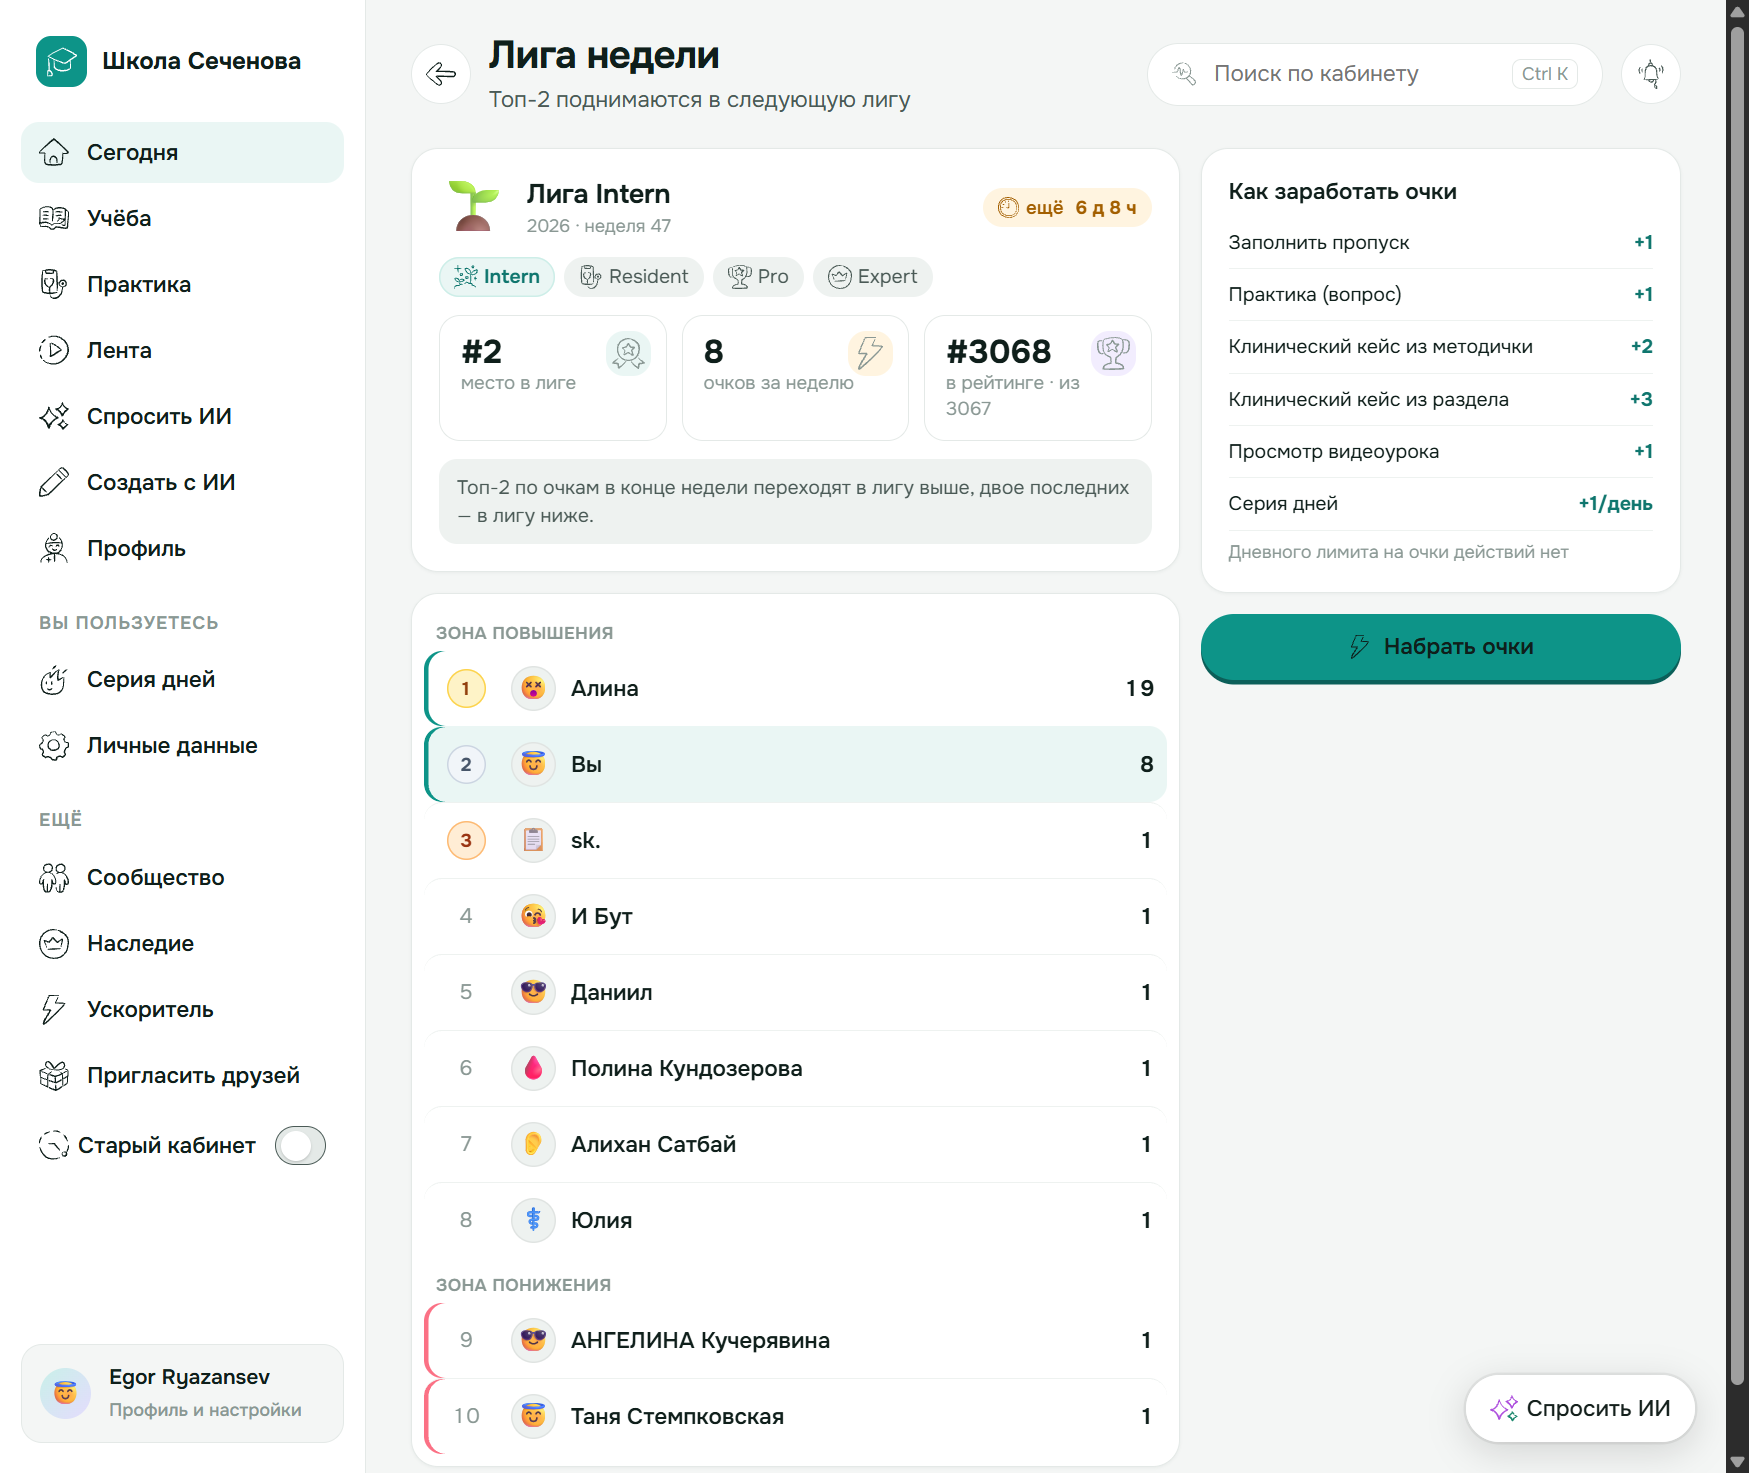 Школа Сеченова
Сегодня
Учёба
Практика
Лента
Спросить ИИ
Создать с ИИ
Профиль
ВЫ ПОЛЬЗУЕТЕСЬ
Серия дней
Личные данные
ЕЩЁ
Сообщество
Наследие
Ускоритель
Пригласить друзей
Старый кабинет
Egor Ryazansev
Профиль и настройки
Лига недели
Топ-2 поднимаются в следующую лигу
Поиск по кабинету
Ctrl K
Лига Intern
2026 · неделя 47
ещё 6 д 8 ч
Intern
Resident
Pro
Expert
#2
место в лиге
8
очков за неделю
#3068
в рейтинге · из
3067
Топ-2 по очкам в конце недели переходят в лигу выше, двое последних
— в лигу ниже.
ЗОНА ПОВЫШЕНИЯ
1 Алина 19
2 Вы 8
3 sk. 1
4 И Бут 1
5 Даниил 1
6 Полина Кундозерова 1
7 Алихан Сатбай 1
8 Юлия 1
ЗОНА ПОНИЖЕНИЯ
9 АНГЕЛИНА Кучерявина 1
10 Таня Стемпковская 1
Как заработать очки
Заполнить пропуск +1
Практика (вопрос) +1
Клинический кейс из методички +2
Клинический кейс из раздела +3
Просмотр видеоурока +1
Серия дней +1/день
Дневного лимита на очки действий нет
Набрать очки
Спросить ИИ